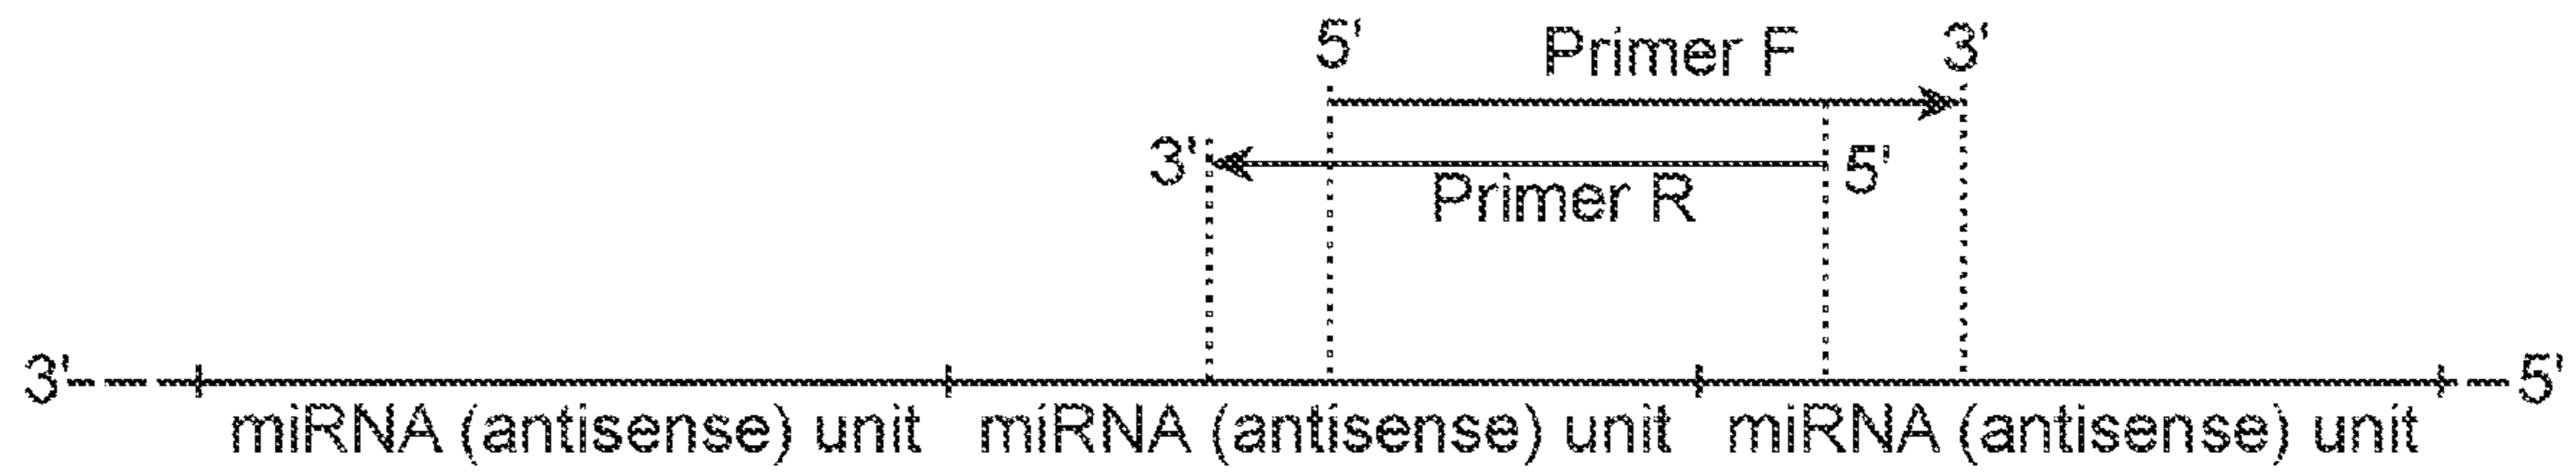 5' Primer F 3'
3' Primer R 5'
3' 5'
miRNA (antisense) unit miRNA (antisense) unit miRNA (antisense) unit